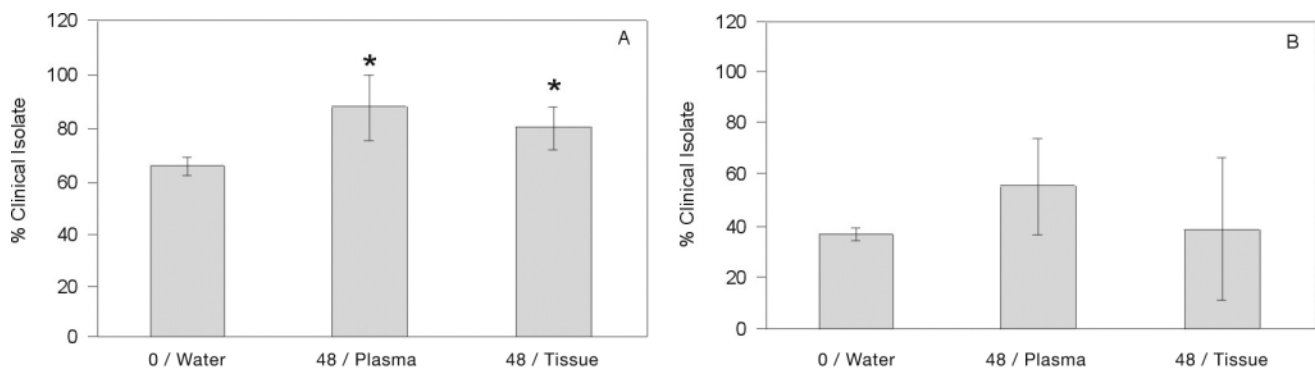 120
100
80
60
40
20
0
% Clinical Isolate
A
*
*
0 / Water
48 / Plasma
48 / Tissue
120
100
80
60
40
20
0
% Clinical Isolate
B
0 / Water
48 / Plasma
48 / Tissue